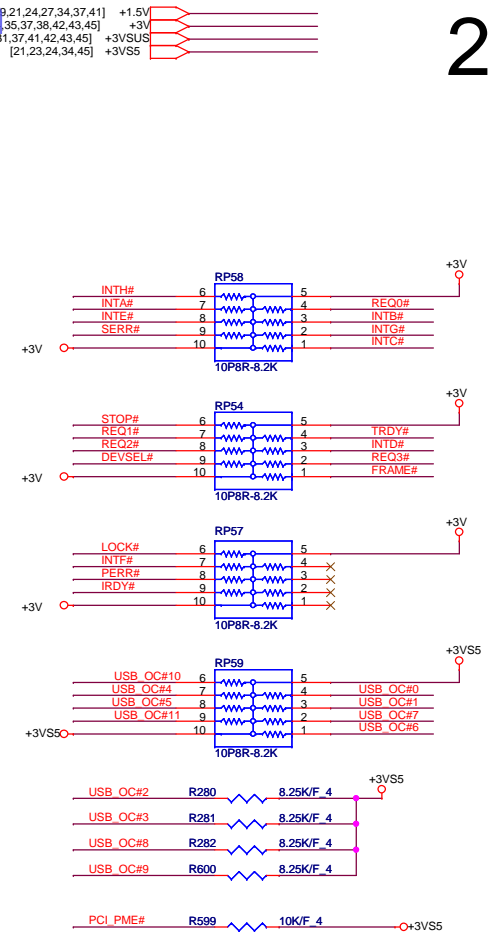 9,21,24,27,34,37,41] +1.5V
,35,37,38,42,43,45] +3V
31,37,41,42,43,45] +3VSUS
[21,23,24,34,45] +3VS5
2
RP58
+3V
INTH# 6 5
INTA# 7 4 REQ0#
INTE# 8 3 INTB#
SERR# 9 2 INTG#
+3V 10 1 INTC#
10P8R-8.2K
RP54
+3V
STOP# 6 5
REQ1# 7 4 TRDY#
REQ2# 8 3 INTD#
DEVSEL# 9 2 REQ3#
+3V 10 1 FRAME#
10P8R-8.2K
RP57
+3V
LOCK# 6 5
INTF# 7 4
PERR# 8 3
IRDY# 9 2
+3V 10 1
10P8R-8.2K
RP59
+3VS5
USB_OC#10 6 5
USB_OC#4 7 4 USB_OC#0
USB_OC#5 8 3 USB_OC#1
USB_OC#11 9 2 USB_OC#7
+3VS5 10 1 USB_OC#6
10P8R-8.2K
+3VS5
USB_OC#2 R280 8.25K/F_4
USB_OC#3 R281 8.25K/F_4
USB_OC#8 R282 8.25K/F_4
USB_OC#9 R600 8.25K/F_4
PCI_PME# R599 10K/F_4 +3VS5